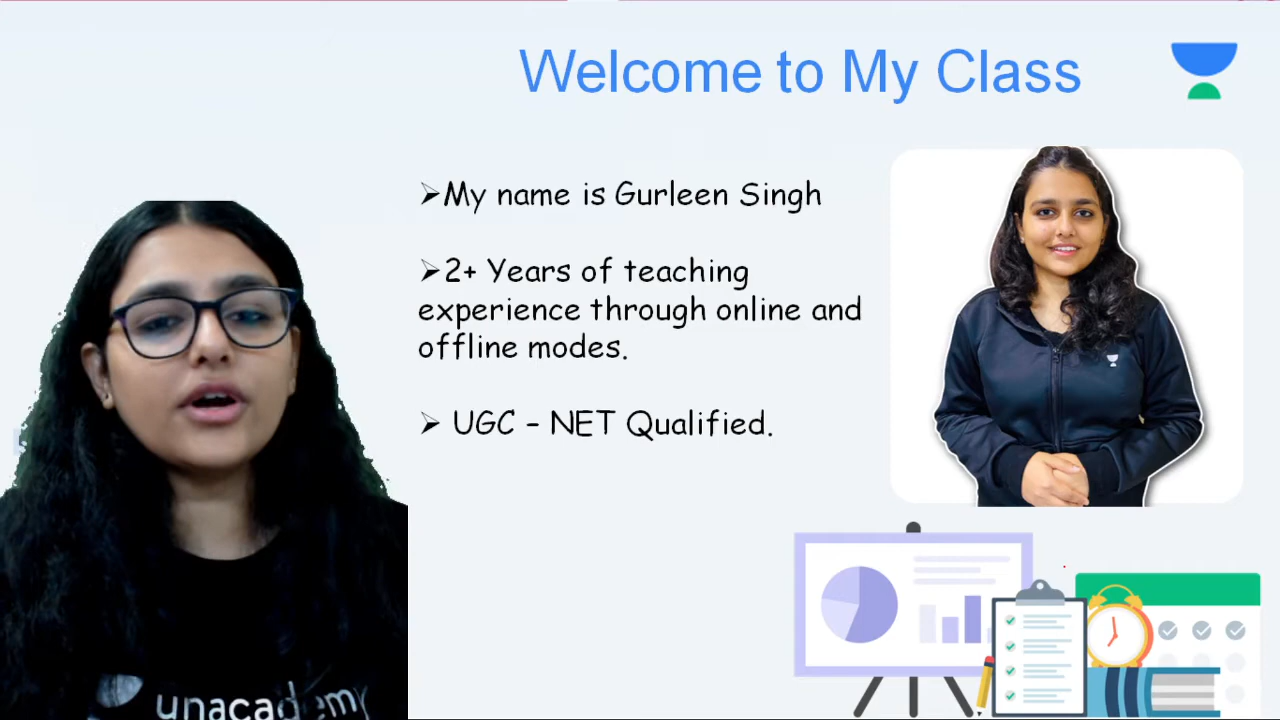 Welcome to My Class
➢My name is Gurleen Singh
➢2+ Years of teaching
experience through online and
offline modes.
➢ UGC – NET Qualified.
unacademy